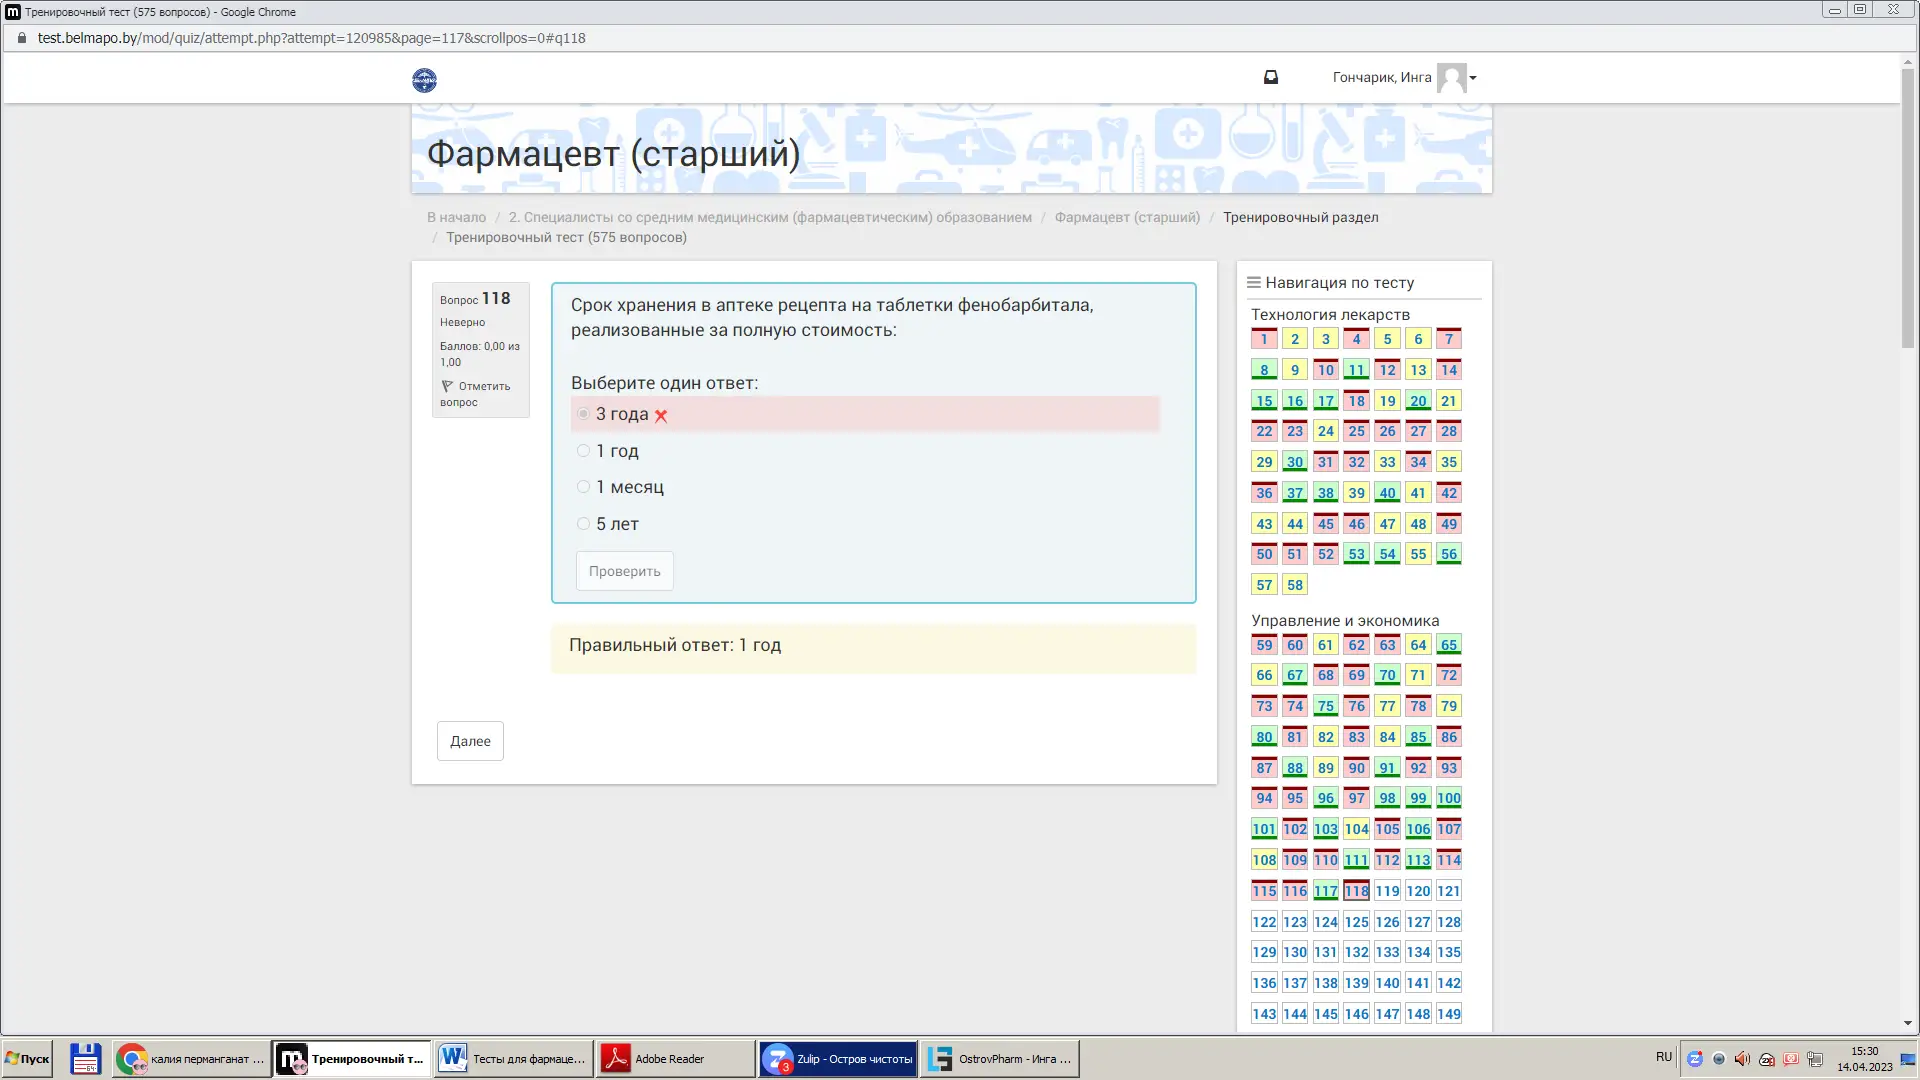 Тренировочный тест (575 вопросов) - Google Chrome
test.belmapo.by/mod/quiz/attempt.php?attempt=120985&page=117&scrollpos=0#q118
Гончарик, Инга
Фармацевт (старший)
В начало / 2. Специалисты со средним медицинским (фармацевтическим) образованием / Фармацевт (старший) / Тренировочный раздел
/ Тренировочный тест (575 вопросов)
Вопрос 118
Неверно
Баллов: 0,00 из
1,00
Отметить
вопрос
Срок хранения в аптеке рецепта на таблетки фенобарбитала,
реализованные за полную стоимость:
Выберите один ответ:
3 года
1 год
1 месяц
5 лет
Проверить
Правильный ответ: 1 год
Далее
Навигация по тесту
Технология лекарств
1 2 3 4 5 6 7
8 9 10 11 12 13 14
15 16 17 18 19 20 21
22 23 24 25 26 27 28
29 30 31 32 33 34 35
36 37 38 39 40 41 42
43 44 45 46 47 48 49
50 51 52 53 54 55 56
57 58
Управление и экономика
59 60 61 62 63 64 65
66 67 68 69 70 71 72
73 74 75 76 77 78 79
80 81 82 83 84 85 86
87 88 89 90 91 92 93
94 95 96 97 98 99 100
101 102 103 104 105 106 107
108 109 110 111 112 113 114
115 116 117 118 119 120 121
122 123 124 125 126 127 128
129 130 131 132 133 134 135
136 137 138 139 140 141 142
143 144 145 146 147 148 149
Пуск
калия перманганат ...
Тренировочный т...
Тесты для фармаце...
Adobe Reader
3
Zulip - Остров чистоты
OstrovPharm - Инга ...
RU
15:30
14.04.2023